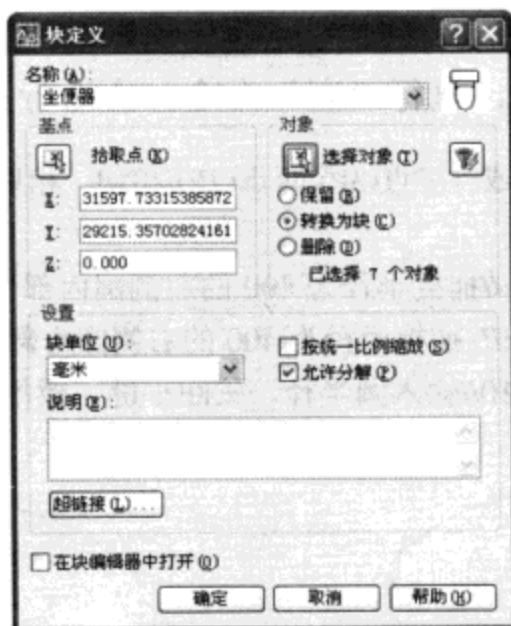 块定义
名称(A):
坐便器
基点
拾取点(K)
X: 31597.73315385872
Y: 29215.35702824161
Z: 0.000
对象
选择对象(T)
保留(R)
转换为块(C)
删除(D)
已选择 7 个对象
设置
块单位(U):
毫米
按统一比例缩放(S)
允许分解(P)
说明(E):
超链接(L)...
在块编辑器中打开(O)
确定 取消 帮助(H)